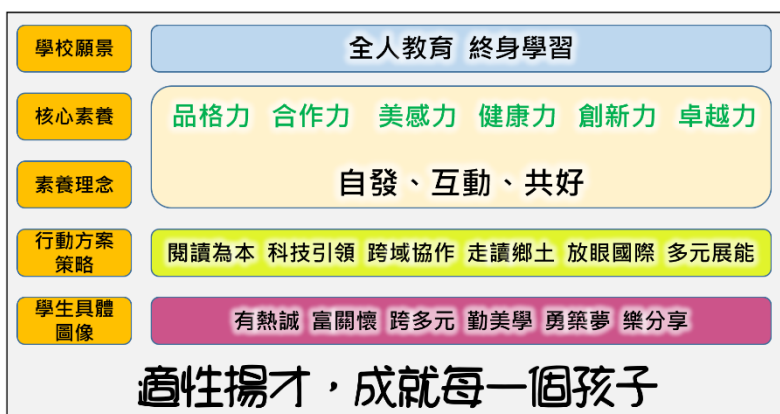 學校願景
全人教育 終身學習
核心素養
品格力 合作力 美感力 健康力 創新力 卓越力
素養理念
自發、互動、共好
行動方案
策略
閱讀為本 科技引領 跨域協作 走讀鄉土 放眼國際 多元展能
學生具體
圖像
有熱誠 富關懷 跨多元 勤美學 勇築夢 樂分享
適性揚才，成就每一個孩子